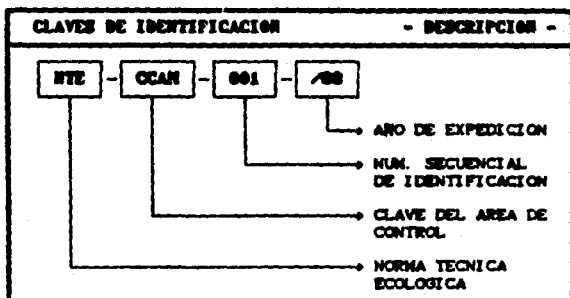 CLAVES DE IDENTIFICACION - DESCRIPCION -
NTE - CCAM - 001 - /88
AÑO DE EXPEDICION
NUM. SECUENCIAL
DE IDENTIFICACION
CLAVE DEL AREA DE
CONTROL
NORMA TECNICA
ECOLOGICA